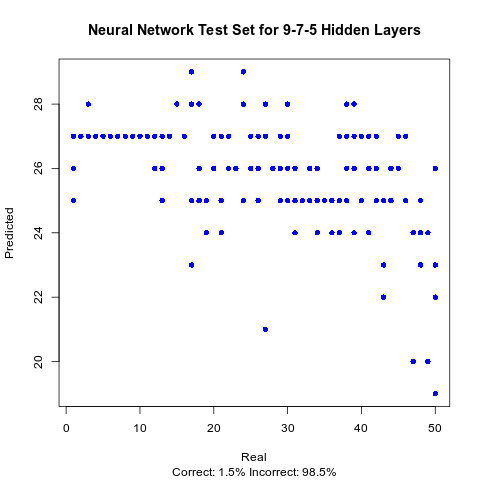 Neural Network Test Set for 9-7-5 Hidden Layers
28
26
24
22
20
Predicted
0 10 20 30 40 50
Real
Correct: 1.5% Incorrect: 98.5%